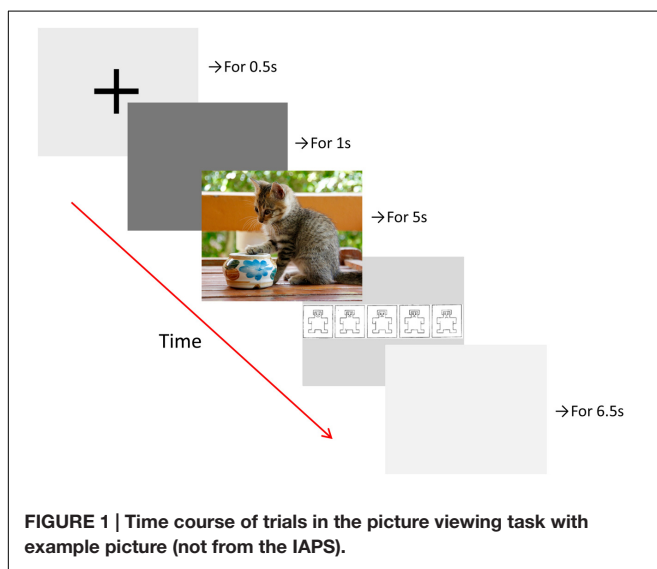 →For 0.5s
→For 1s
→For 5s
Time
→For 6.5s
FIGURE 1 | Time course of trials in the picture viewing task with
example picture (not from the IAPS).